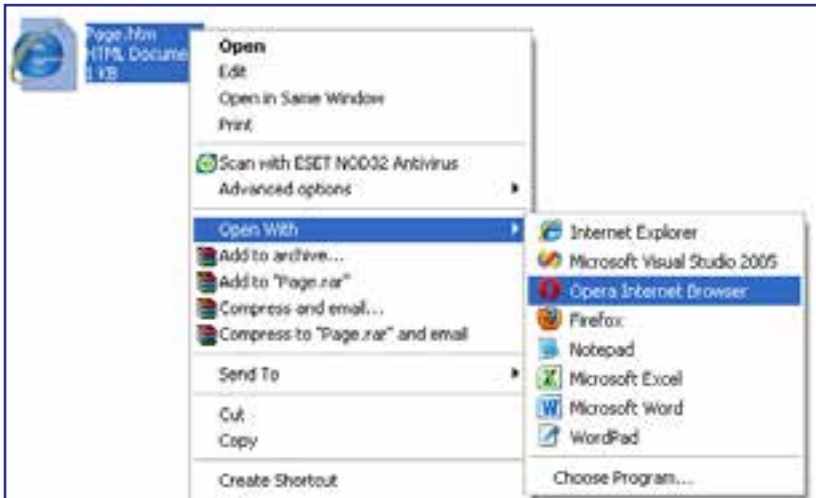 Page.htm
HTML Docume
1 KB
Open
Edit
Open in Same Window
Print
Scan with ESET NOD32 Antivirus
Advanced options
Open With
Add to archive...
Add to "Page.rar"
Compress and email...
Compress to "Page.rar" and email
Send To
Cut
Copy
Create Shortcut
Internet Explorer
Microsoft Visual Studio 2005
Opera Internet Browser
Firefox
Notepad
Microsoft Excel
Microsoft Word
WordPad
Choose Program...